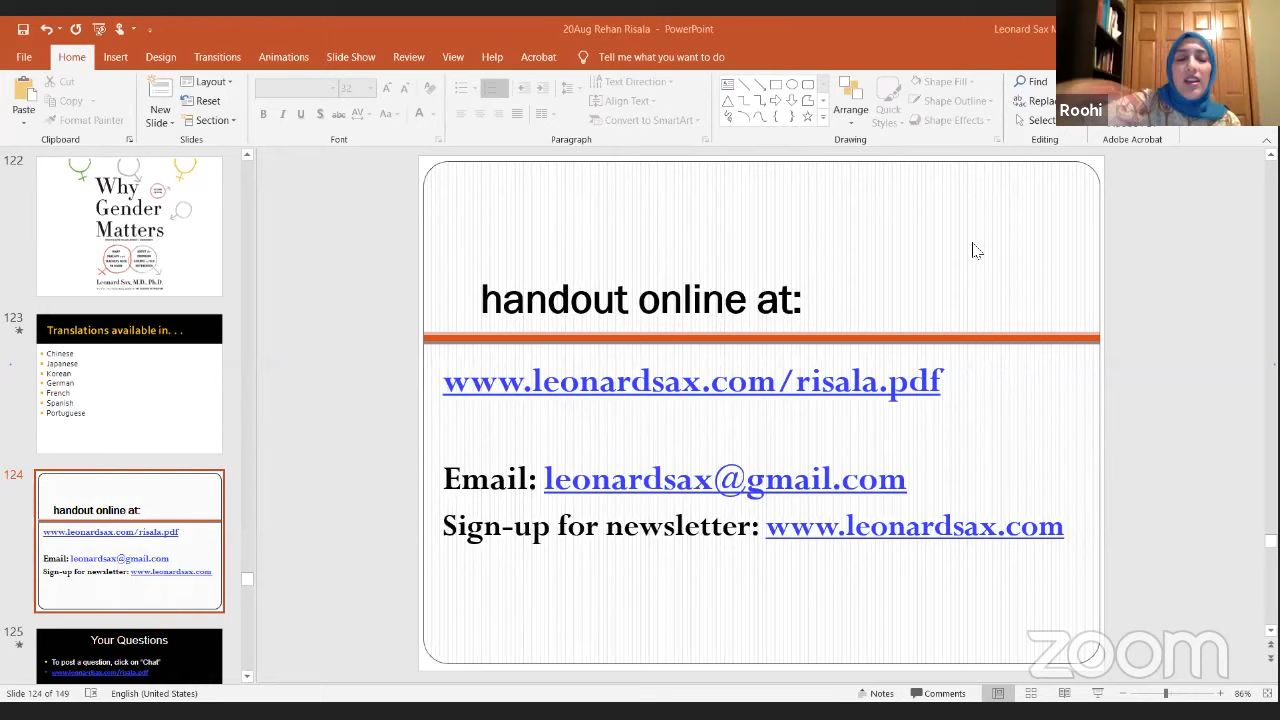 20Aug Rehan Risala - PowerPoint
Leonard Sax M
File Home Insert Design Transitions Animations Slide Show Review View Help Acrobat Tell me what you want to do
Paste
Cut
Copy
Format Painter
Clipboard
New Slide
Layout
Reset
Section
Slides
32
Font
Text Direction
Align Text
Convert to SmartArt
Paragraph
Arrange
Quick Styles
Shape Fill
Shape Outline
Shape Effects
Drawing
Find
Replac
Select
Editing
Adobe Acrobat
Roohi
122
Why
Gender
Matters
Leonard Sax, M.D., Ph.D.
123
Translations available in. . .
Chinese
Japanese
Korean
German
French
Spanish
Portuguese
124
handout online at:
www.leonardsax.com/risala.pdf
Email: leonardsax@gmail.com
Sign-up for newsletter: www.leonardsax.com
125
Your Questions
To post a question, click on "Chat"
www.leonardsax.com/risala.pdf
handout online at:
www.leonardsax.com/risala.pdf
Email: leonardsax@gmail.com
Sign-up for newsletter: www.leonardsax.com
zoom
Slide 124 of 149 English (United States) Notes Comments 86%